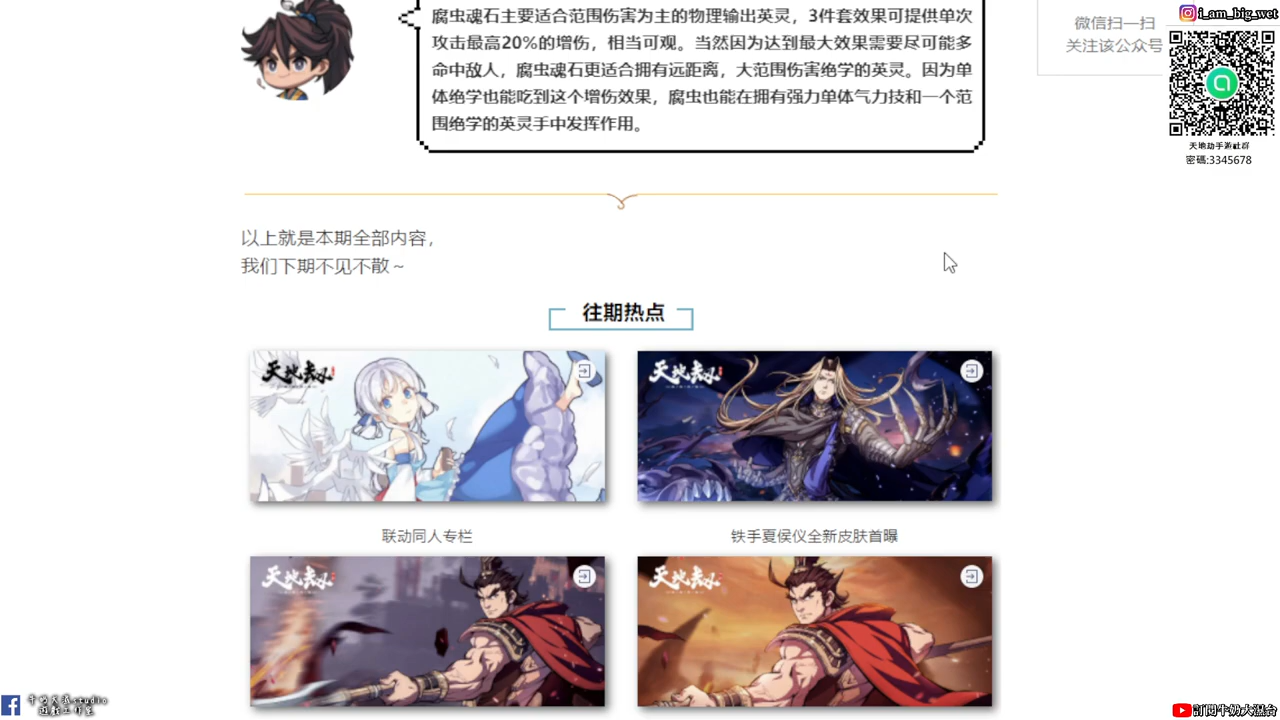 腐虫魂石主要适合范围伤害为主的物理输出英灵，3件套效果可提供单次
攻击最高20%的增伤，相当可观。当然因为达到最大效果需要尽可能多
命中敌人，腐虫魂石更适合拥有远距离，大范围伤害绝学的英灵。因为单
体绝学也能吃到这个增伤效果，腐虫也能在拥有强力单体气力技和一个范
围绝学的英灵手中发挥作用。
微信扫一扫
关注该公众号
i_am_big_wet
天地劫手游社群
密碼:3345678
以上就是本期全部内容，
我们下期不见不散～
往期热点
天地劫
天地劫
联动同人专栏
铁手夏侯仪全新皮肤首曝
天地劫
天地劫
訂閱牛奶大濕台